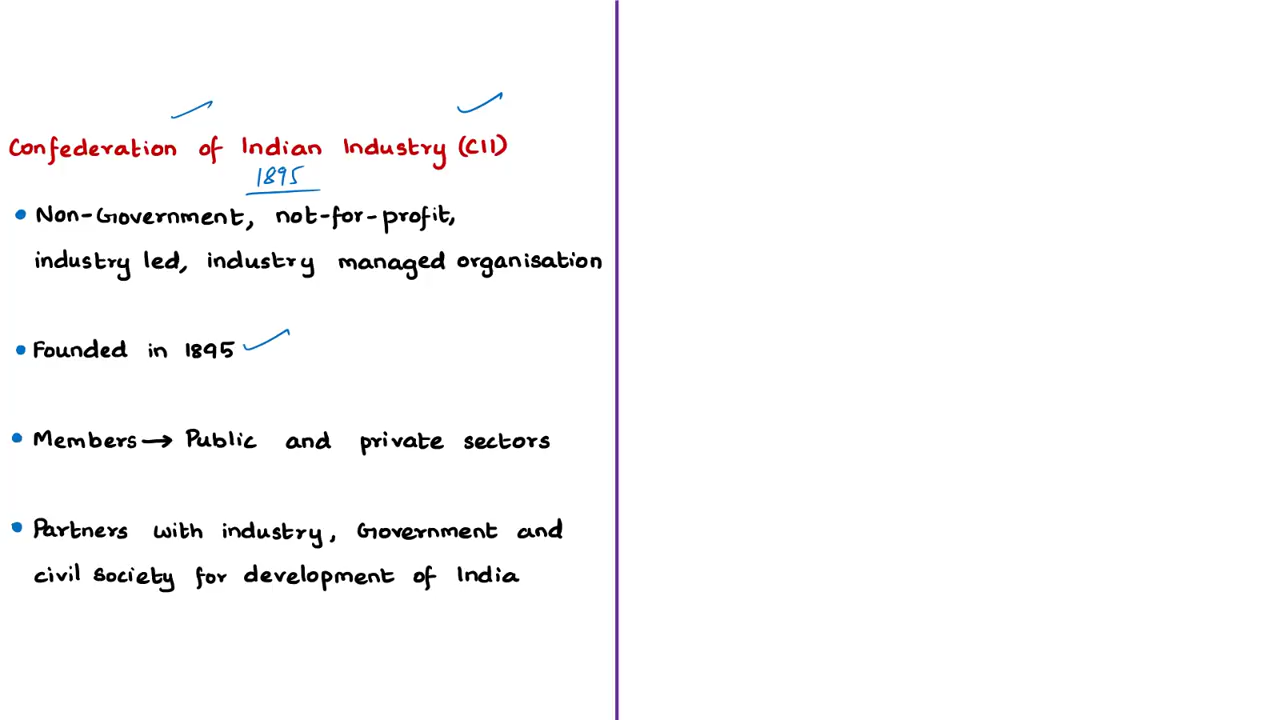 Confederation of Indian Industry (CII)
1895
• Non-Government, not-for-profit,
industry led, industry managed organisation
• Founded in 1895
• Members → Public and private sectors
• Partners with industry, Government and
civil society for development of India